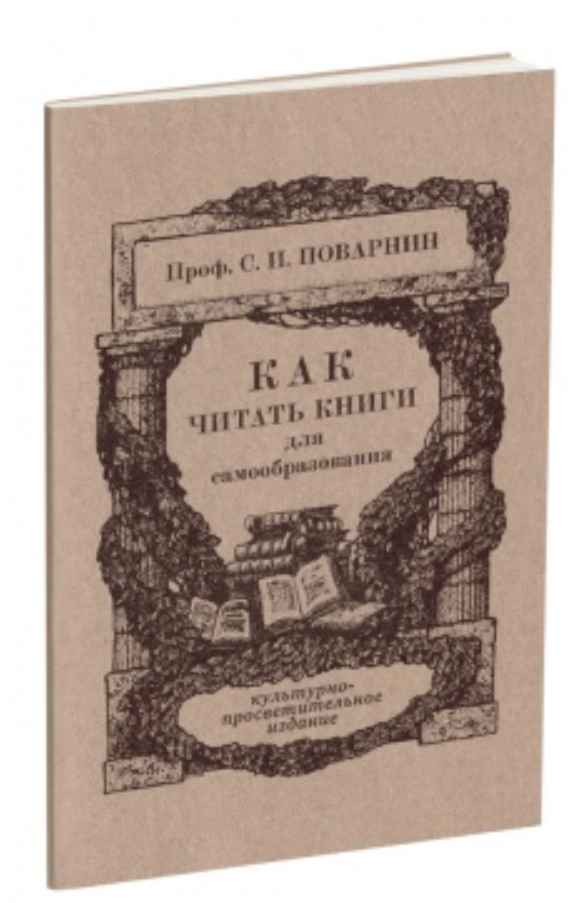 Проф. С. И. ПОВАРНИН
КАК
ЧИТАТЬ КНИГИ
для
самообразования
культурно-
просветительное
издание